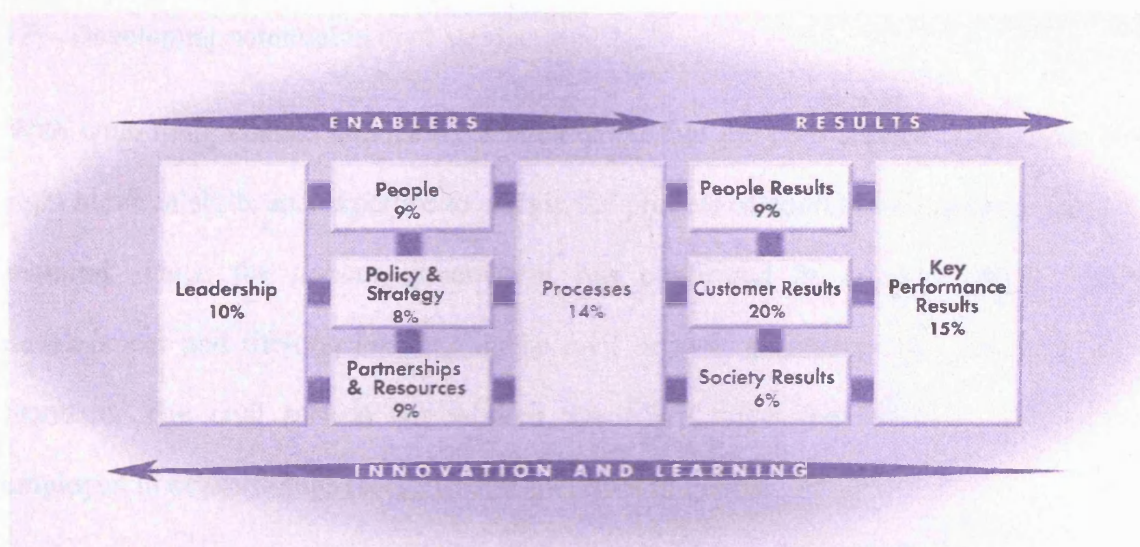 ENABLERS
RESULTS
Leadership
10%
People
9%
Policy &
Strategy
8%
Partnerships
& Resources
9%
Processes
14%
People Results
9%
Customer Results
20%
Society Results
6%
Key
Performance
Results
15%
INNOVATION AND LEARNING